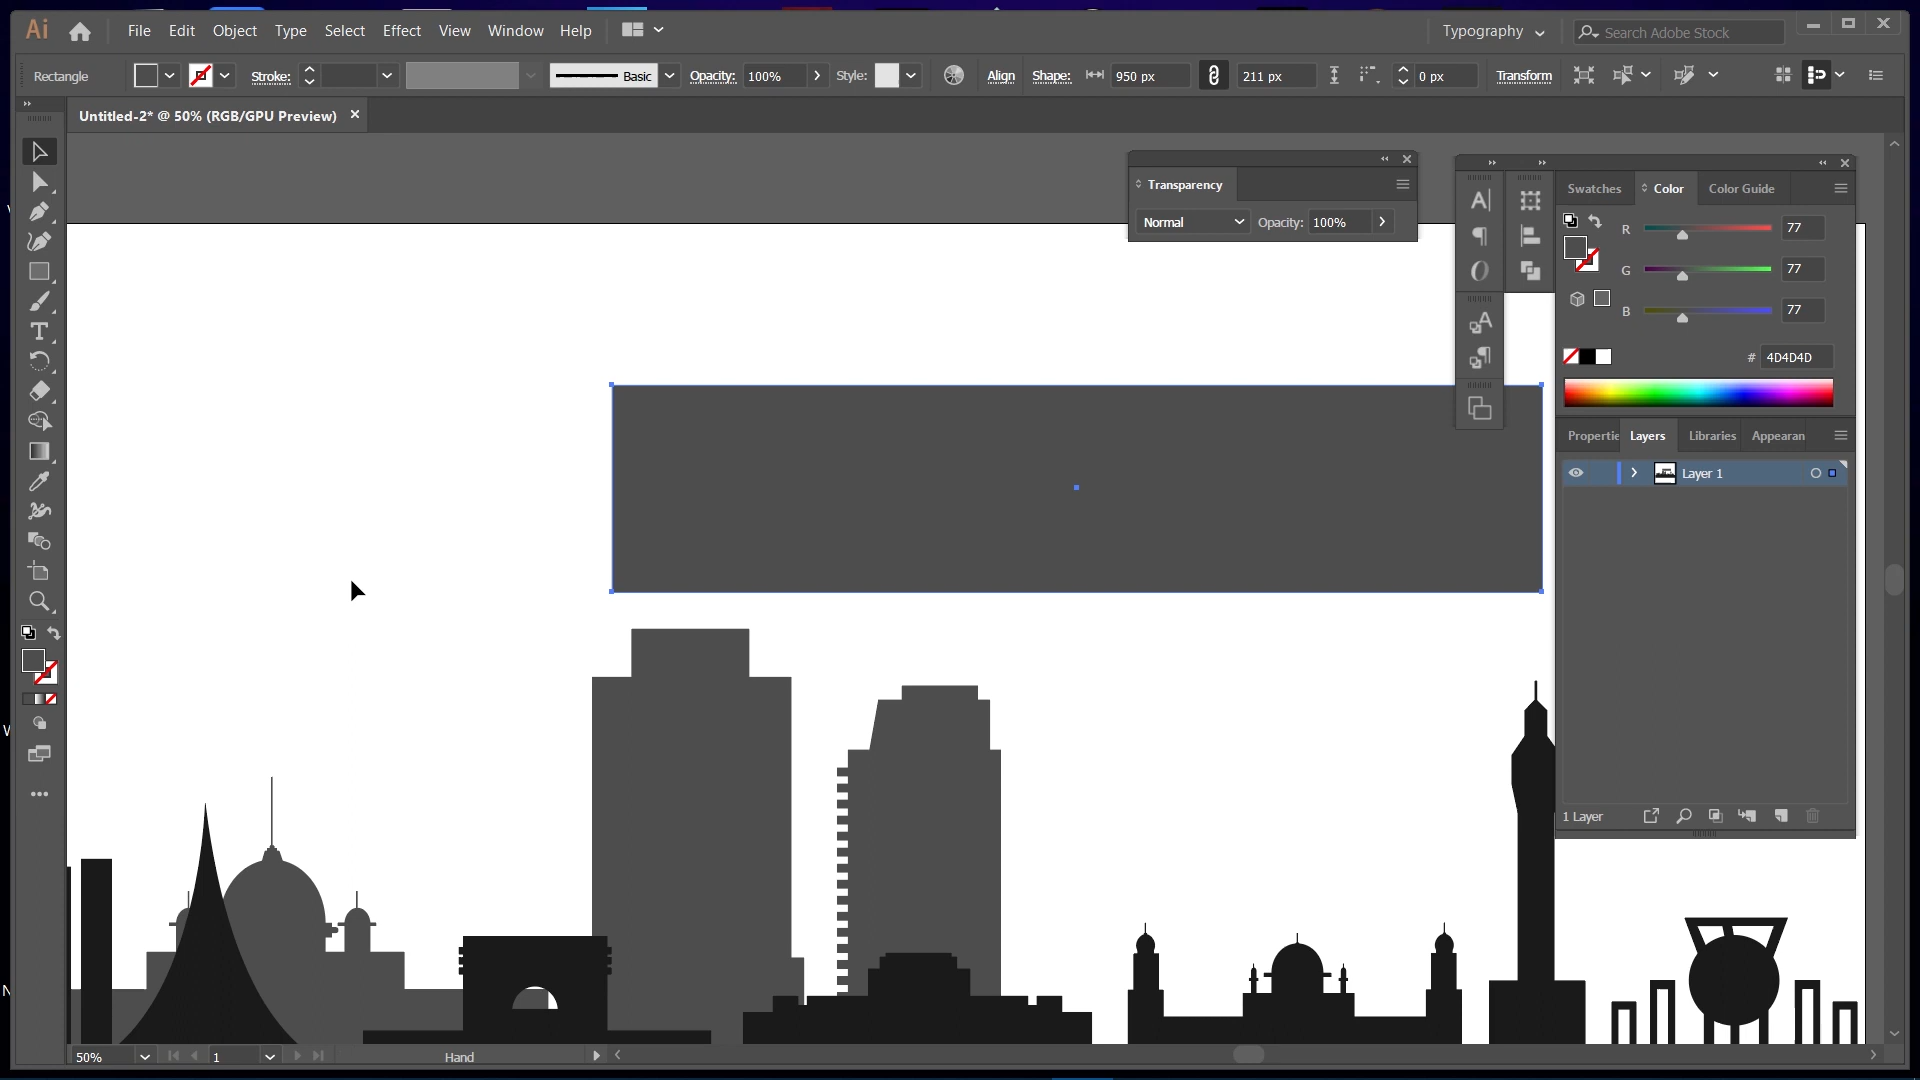 Ai File Edit Object Type Select Effect View Window Help Typography Search Adobe Stock
Rectangle Stroke: Basic Opacity: 100% Style: Align Shape: 950 px 211 px 0 px Transform
Untitled-2* @ 50% (RGB/GPU Preview)
Transparency
Normal Opacity: 100%
Swatches Color Color Guide
R 77
G 77
B 77
# 4D4D4D
Propertie Layers Libraries Appearan
Layer 1
1 Layer
50% 1 Hand